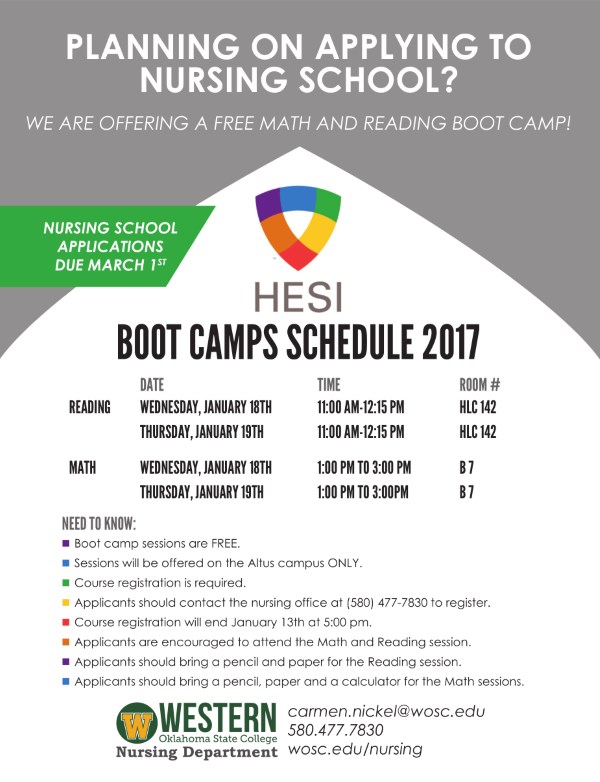 PLANNING ON APPLYING TO
NURSING SCHOOL?
WE ARE OFFERING A FREE MATH AND READING BOOT CAMP!
NURSING SCHOOL
APPLICATIONS
DUE MARCH 1ST
HESI
BOOT CAMPS SCHEDULE 2017
DATE TIME ROOM #
READING WEDNESDAY, JANUARY 18TH 11:00 AM-12:15 PM HLC 142
THURSDAY, JANUARY 19TH 11:00 AM-12:15 PM HLC 142
MATH WEDNESDAY, JANUARY 18TH 1:00 PM TO 3:00 PM B 7
THURSDAY, JANUARY 19TH 1:00 PM TO 3:00PM B 7
NEED TO KNOW:
Boot camp sessions are FREE.
Sessions will be offered on the Altus campus ONLY.
Course registration is required.
Applicants should contact the nursing office at (580) 477-7830 to register.
Course registration will end January 13th at 5:00 pm.
Applicants are encouraged to attend the Math and Reading session.
Applicants should bring a pencil and paper for the Reading session.
Applicants should bring a pencil, paper and a calculator for the Math sessions.
W WESTERN
Oklahoma State College
Nursing Department
carmen.nickel@wosc.edu
580.477.7830
wosc.edu/nursing